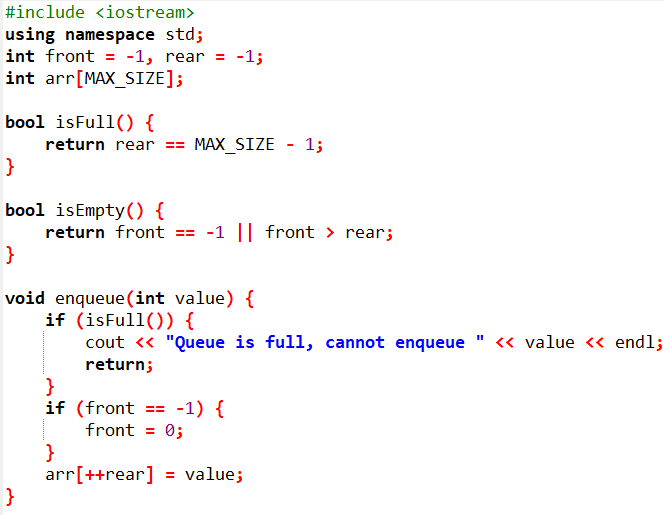 #include <iostream>
using namespace std;
int front = -1, rear = -1;
int arr[MAX_SIZE];

bool isFull() {
    return rear == MAX_SIZE - 1;
}

bool isEmpty() {
    return front == -1 || front > rear;
}

void enqueue(int value) {
    if (isFull()) {
        cout << "Queue is full, cannot enqueue " << value << endl;
        return;
    }
    if (front == -1) {
        front = 0;
    }
    arr[++rear] = value;
}